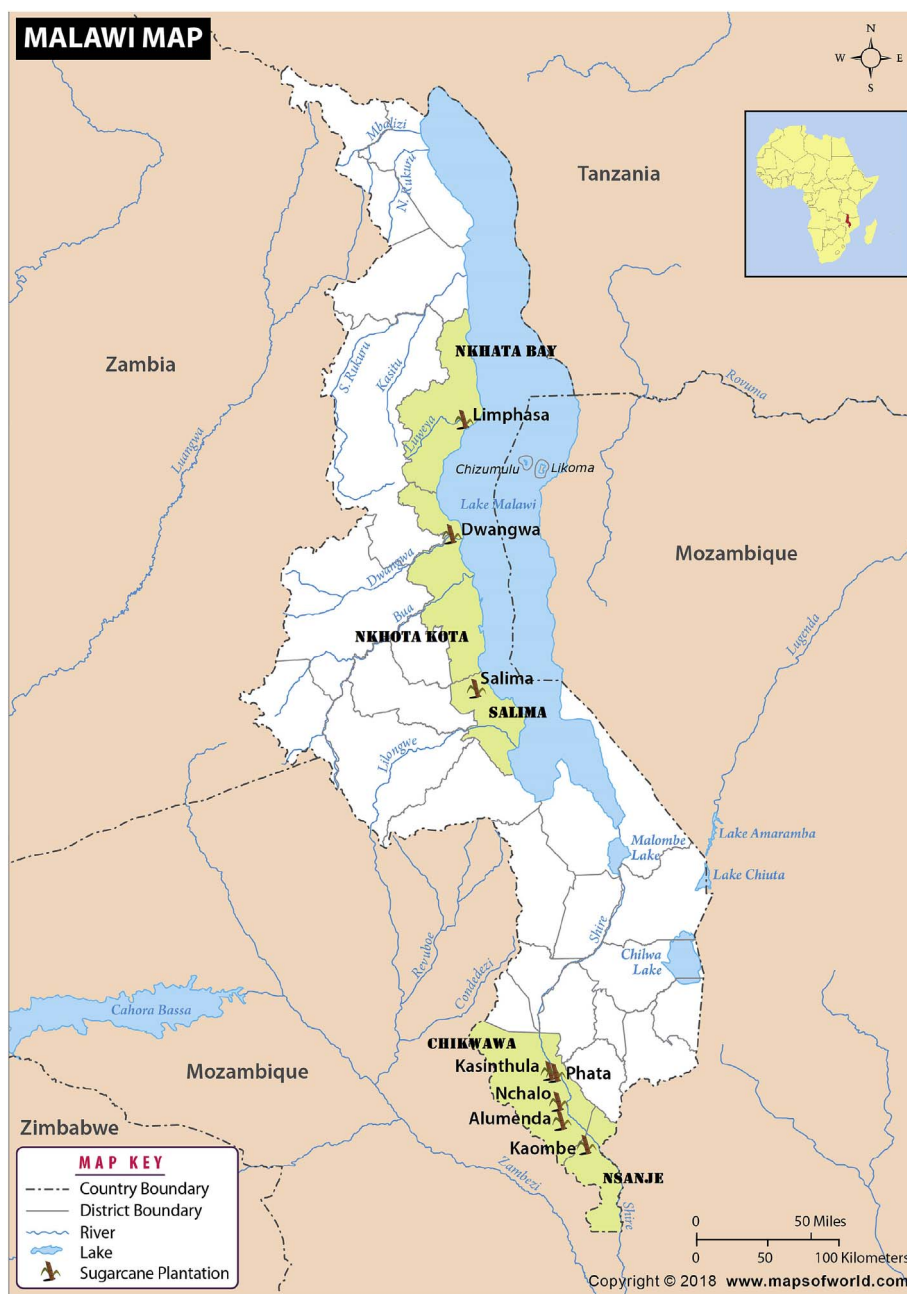 MALAWI MAP
N
W
E
S
Tanzania
Mbalizi
N. Rukuru
Zambia
NKHATA BAY
S. Rukuru
Kasitu
Rovuma
Luangwa
Limphasa
Luweya
Chizumulu
Likoma
Lake Malawi
Dwangwa
Mozambique
Dwangwa
Bua
NKHOTA KOTA
Lugenda
Salima
SALIMA
Lilongwe
Malombe
Lake
Lake Amaramba
Lake Chiuta
Shire
Revuboe
Condedezi
Chilwa
Lake
Cahora Bassa
CHIKWAWA
Kasinthula
Phata
Mozambique
Nchalo
Alumenda
Zimbabwe
Kaombe
Zambezi
NSANJE
Shire
MAP KEY
Country Boundary
District Boundary
River
Lake
Sugarcane Plantation
0 50 Miles
0 50 100 Kilometers
Copyright © 2018 www.mapsofworld.com